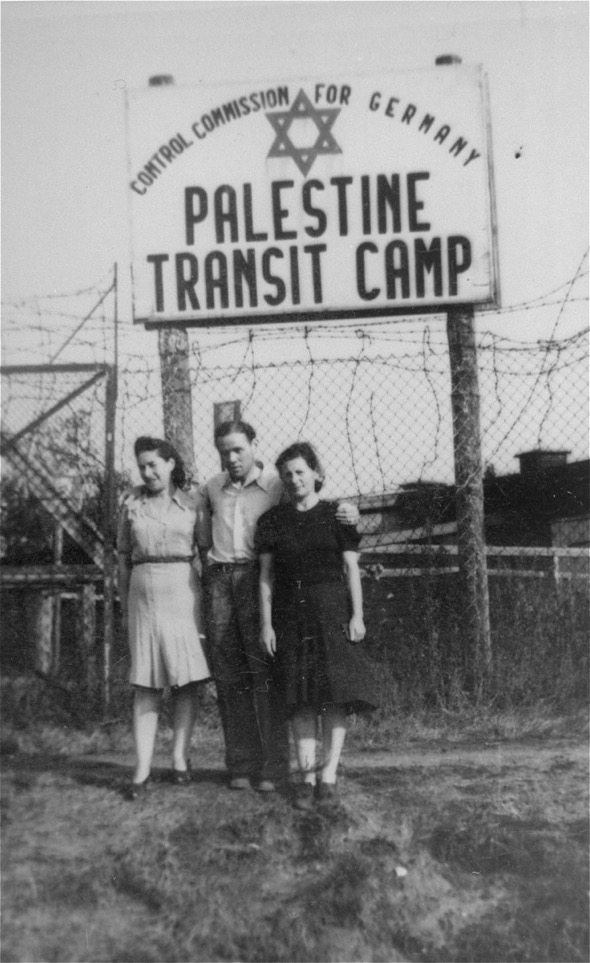 CONTROL COMMISSION FOR GERMANY
PALESTINE
TRANSIT CAMP